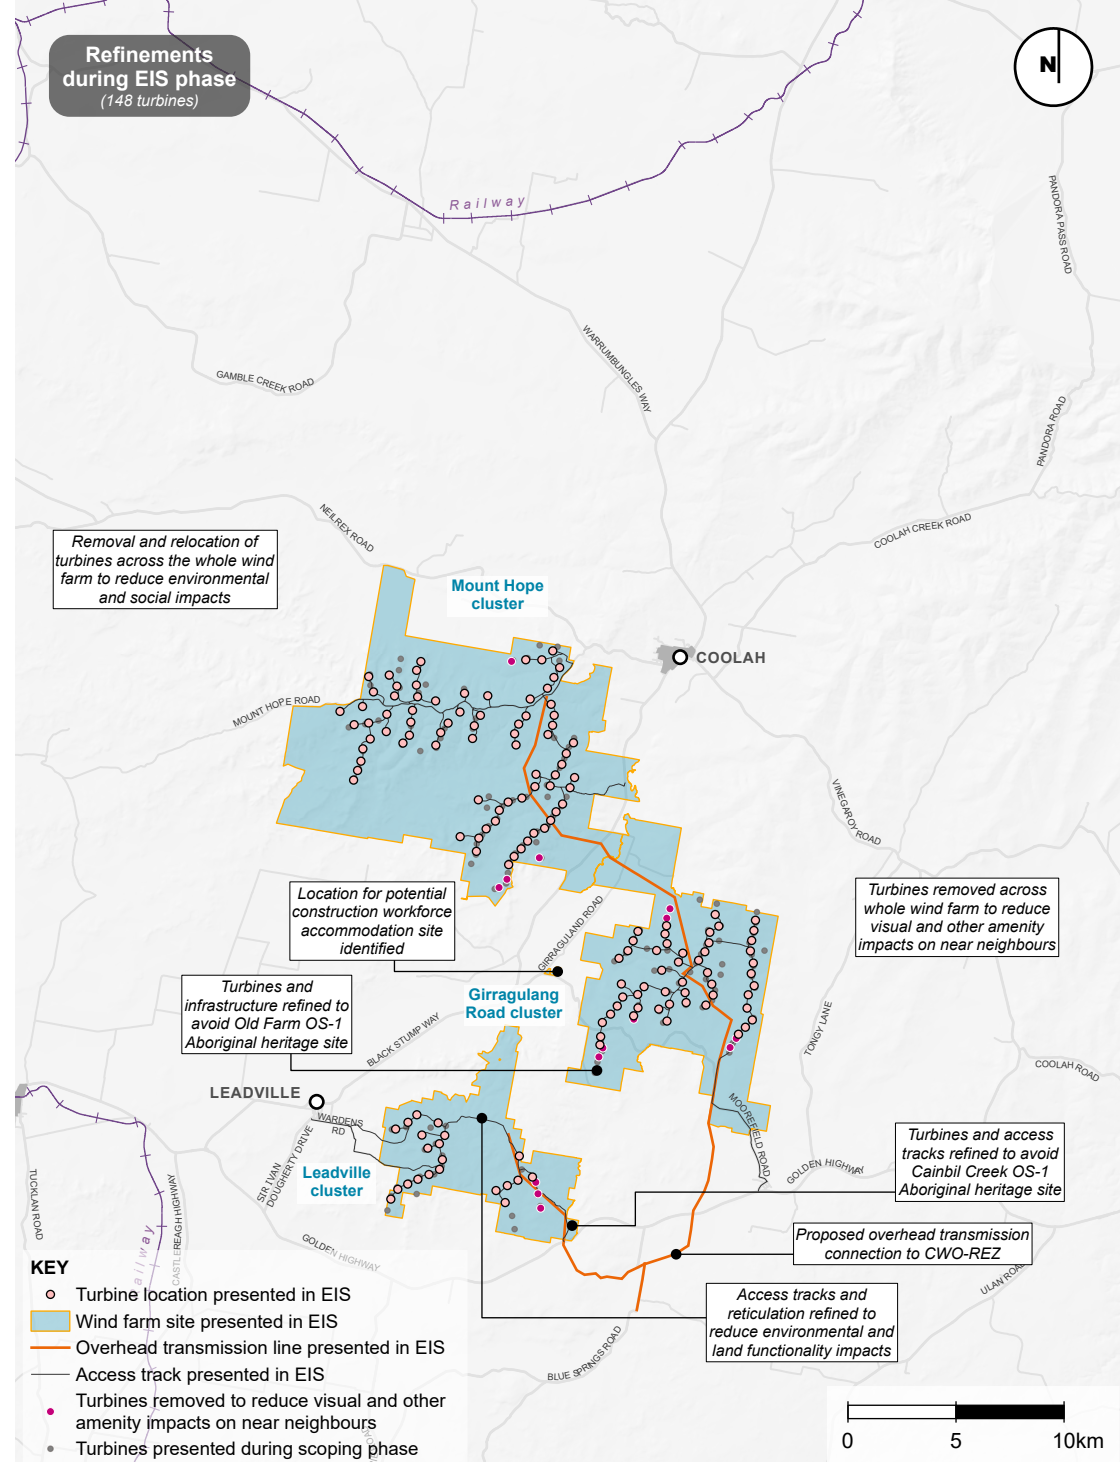 Refinements
during EIS phase
(148 turbines)
N
Railway
PANDORA PASS ROAD
WARRUMBUNGLES WAY
GAMBLE CREEK ROAD
PANDORA ROAD
NEILREX ROAD
COOLAH CREEK ROAD
Removal and relocation of
turbines across the whole wind
farm to reduce environmental
and social impacts
Mount Hope
cluster
COOLAH
MOUNT HOPE ROAD
VINEGAROY ROAD
Location for potential
construction workforce
accommodation site
identified
Turbines removed across
whole wind farm to reduce
visual and other amenity
impacts on near neighbours
GIRRAGULAND ROAD
Girragulang
Road cluster
Turbines and
infrastructure refined to
avoid Old Farm OS-1
Aboriginal heritage site
BLACK STUMP WAY
TONGY LANE
COOLAH ROAD
LEADVILLE
WARDENS
RD
MOOREFIELD ROAD
SIR IVAN
DOUGHERTY DRIVE
Leadville
cluster
GOLDEN HIGHWAY
Turbines and access
tracks refined to avoid
Cainbil Creek OS-1
Aboriginal heritage site
TUCKLAN ROAD
CASTLEREAGH HIGHWAY
GOLDEN HIGHWAY
Proposed overhead transmission
connection to CWO-REZ
ULAN ROAD
Access tracks and
reticulation refined to
reduce environmental and
land functionality impacts
BLUE SPRINGS ROAD
Railway
KEY
Turbine location presented in EIS
Wind farm site presented in EIS
Overhead transmission line presented in EIS
Access track presented in EIS
Turbines removed to reduce visual and other
amenity impacts on near neighbours
Turbines presented during scoping phase
0 5 10km